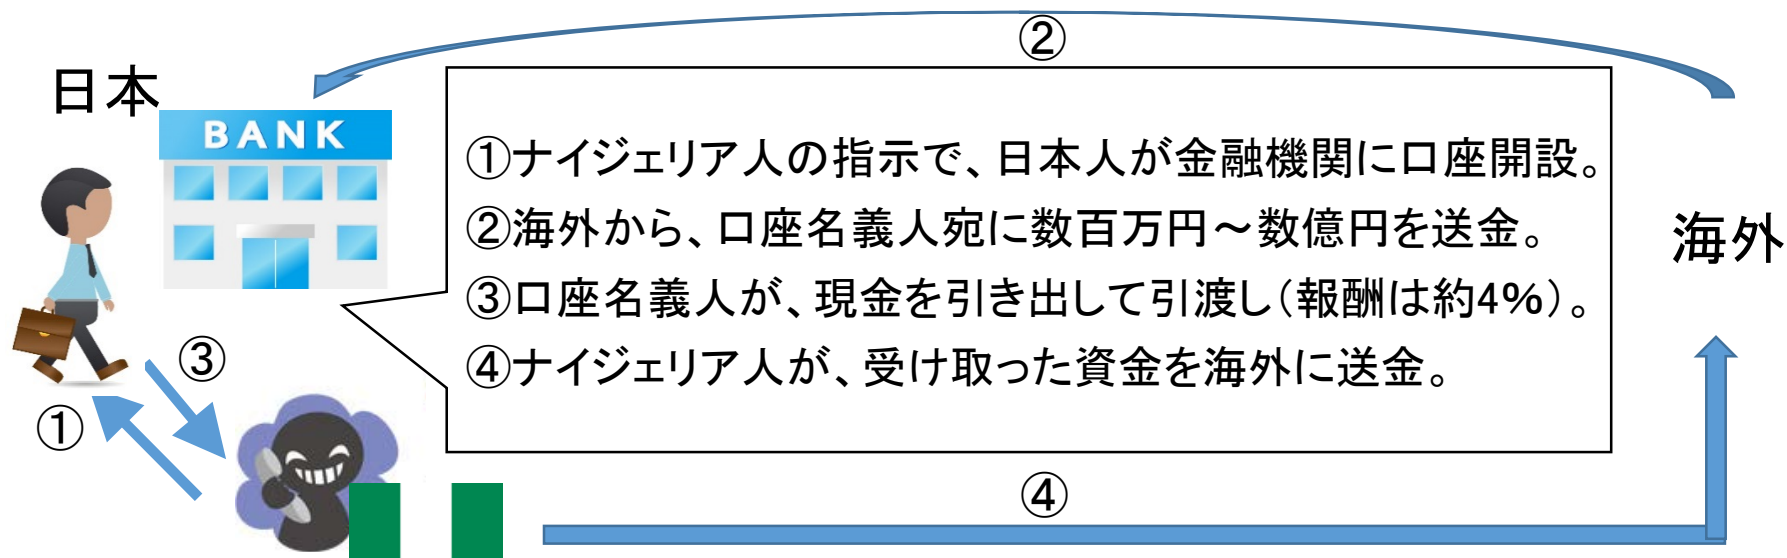 ②
日本
BANK
①ナイジェリア人の指示で、日本人が金融機関に口座開設。
②海外から、口座名義人宛に数百万円～数億円を送金。
③口座名義人が、現金を引き出して引渡し（報酬は約4%）。
④ナイジェリア人が、受け取った資金を海外に送金。
海外
③
①
④